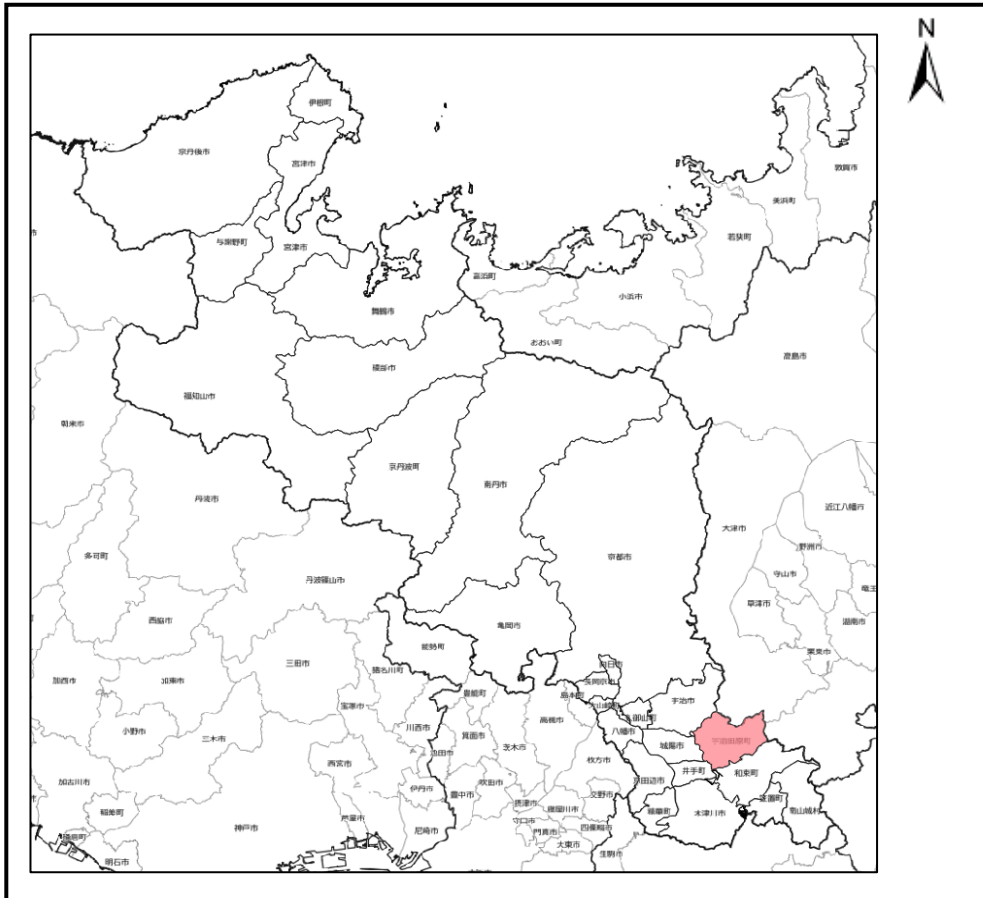 N
伊根町
京丹後市
宮津市
敦賀市
美浜町
若狭町
与謝野町
宮津市
高浜町
小浜市
舞鶴市
おおい町
高島市
綾部市
福知山市
朝来市
京丹波町
南丹市
丹波市
近江八幡市
大津市
野洲市
多可町
京都市
守山市
丹波篠山市
竜王
草津市
西脇市
湖南市
亀岡市
能勢町
栗東市
三田市
向日市
猪名川町
加西市
加東市
長岡京市
豊能町
島本町
宇治市
宝塚市
大山崎町
久御山町
高槻市
川西市
八幡市
小野市
箕面市
三木市
宇治田原町
茨木市
城陽市
池田市
枚方市
西宮市
井手町
和束町
京田辺市
加古川市
吹田市
伊丹市
豊中市
交野市
笠置町
摂津市
寝屋川市
精華町
木津川市
南山城村
稲美町
芦屋市
守口市
神戸市
尼崎市
門真市
四條畷市
播磨町
大東市
生駒市
明石市